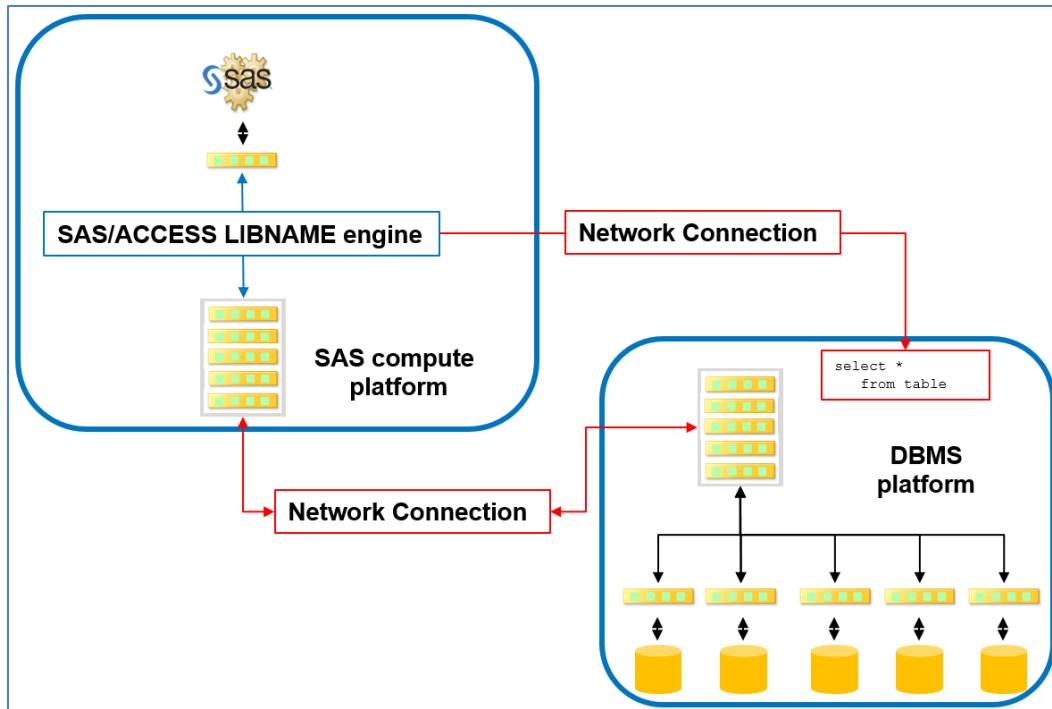 sas
SAS/ACCESS LIBNAME engine
Network Connection
SAS compute
platform
select *
from table
DBMS
platform
Network Connection